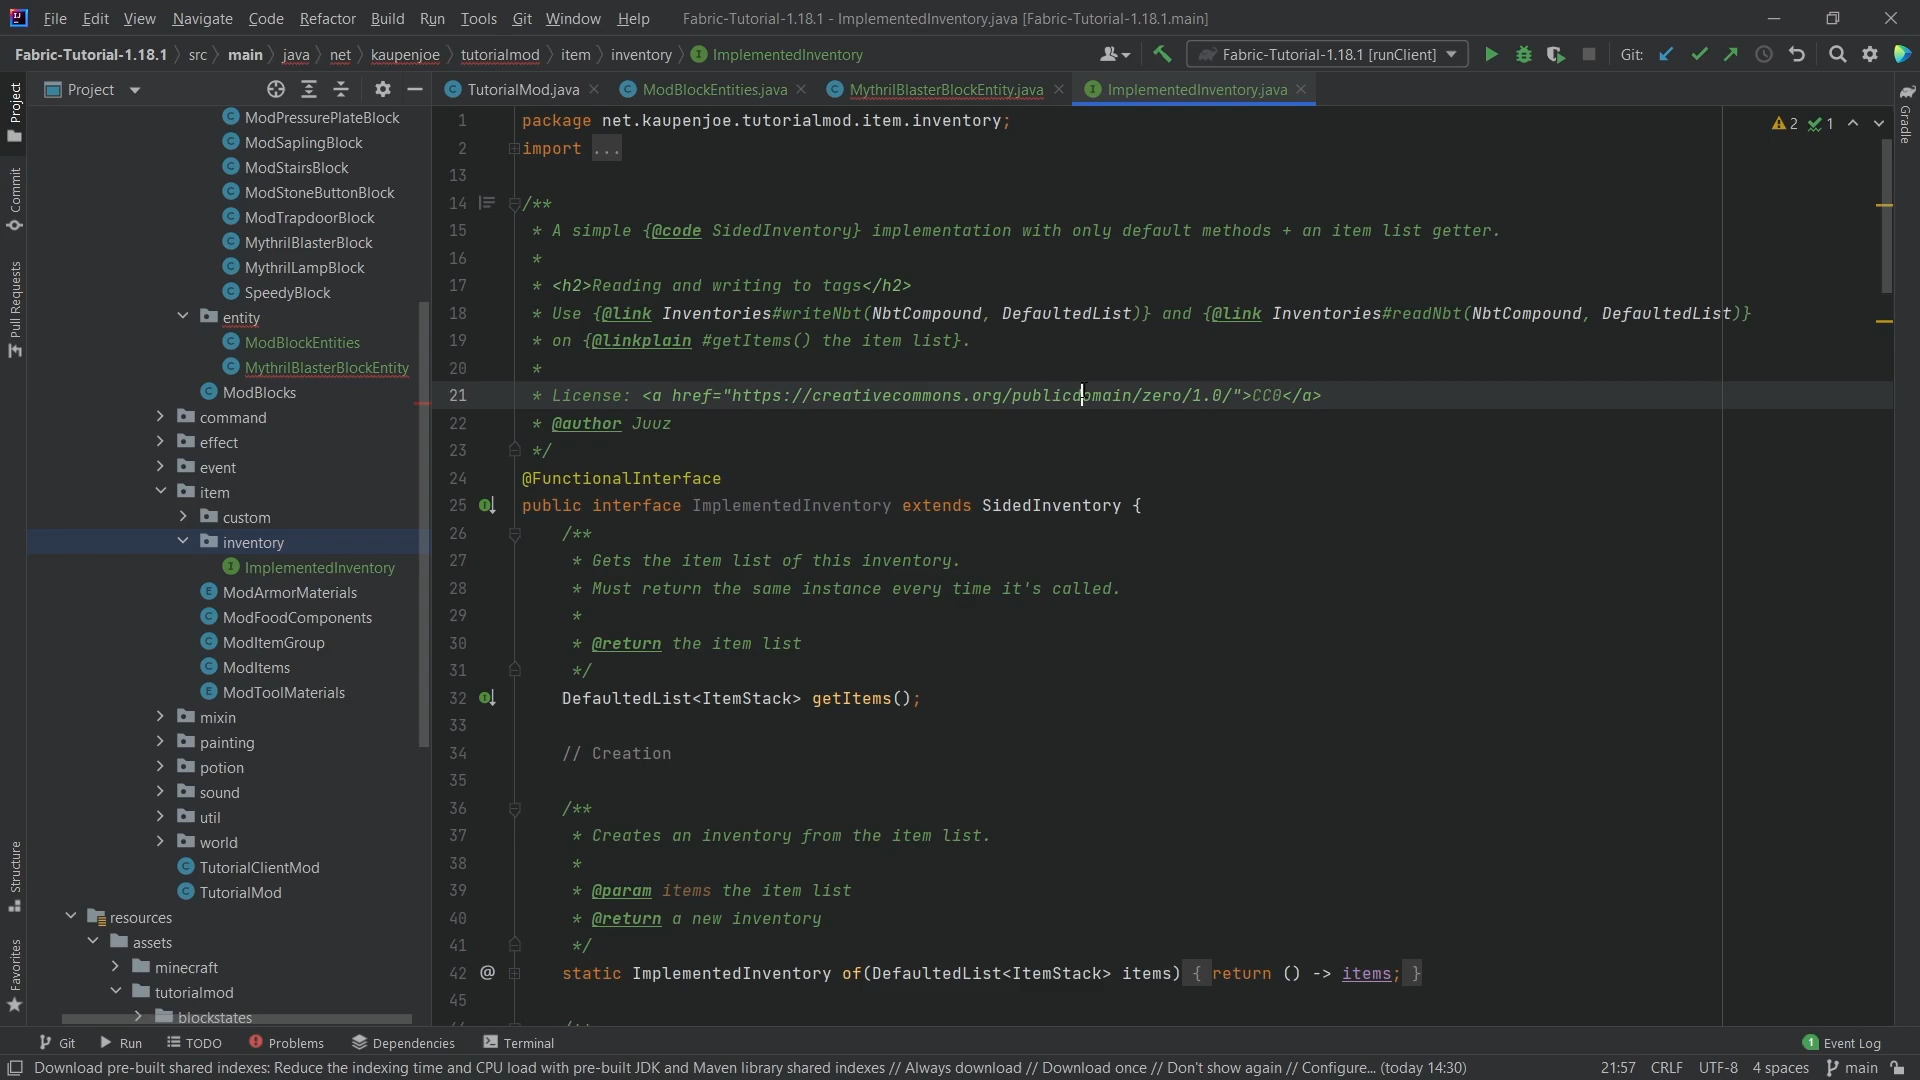 File Edit View Navigate Code Refactor Build Run Tools Git Window Help Fabric-Tutorial-1.18.1 - ImplementedInventory.java [Fabric-Tutorial-1.18.1.main]
Fabric-Tutorial-1.18.1 src main java net kaupenjoe tutorialmod item inventory ImplementedInventory Fabric-Tutorial-1.18.1 [runClient] Git:
Project
TutorialMod.java ModBlockEntities.java MythrilBlasterBlockEntity.java ImplementedInventory.java
Project
Commit
Pull Requests
Structure
Favorites
Gradle
ModPressurePlateBlock
ModSaplingBlock
ModStairsBlock
ModStoneButtonBlock
ModTrapdoorBlock
MythrilBlasterBlock
MythrilLampBlock
SpeedyBlock
entity
ModBlockEntities
MythrilBlasterBlockEntity
ModBlocks
command
effect
event
item
custom
inventory
ImplementedInventory
ModArmorMaterials
ModFoodComponents
ModItemGroup
ModItems
ModToolMaterials
mixin
painting
potion
sound
util
world
TutorialClientMod
TutorialMod
resources
assets
minecraft
tutorialmod
blockstates
2 1
1 package net.kaupenjoe.tutorialmod.item.inventory;
2 import ...
13
14 /**
15 * A simple {@code SidedInventory} implementation with only default methods + an item list getter.
16 *
17 * <h2>Reading and writing to tags</h2>
18 * Use {@link Inventories#writeNbt(NbtCompound, DefaultedList)} and {@link Inventories#readNbt(NbtCompound, DefaultedList)}
19 * on {@linkplain #getItems() the item list}.
20 *
21 * License: <a href="https://creativecommons.org/publicdomain/zero/1.0/">CC0</a>
22 * @author Juuz
23 */
24 @FunctionalInterface
25 public interface ImplementedInventory extends SidedInventory {
26 /**
27 * Gets the item list of this inventory.
28 * Must return the same instance every time it's called.
29 *
30 * @return the item list
31 */
32 DefaultedList<ItemStack> getItems();
33
34 // Creation
35
36 /**
37 * Creates an inventory from the item list.
38 *
39 * @param items the item list
40 * @return a new inventory
41 */
42 @ static ImplementedInventory of(DefaultedList<ItemStack> items) { return () -> items; }
45
Git Run TODO Problems Dependencies Terminal 1 Event Log
Download pre-built shared indexes: Reduce the indexing time and CPU load with pre-built JDK and Maven library shared indexes // Always download // Download once // Don't show again // Configure... (today 14:30) 21:57 CRLF UTF-8 4 spaces main